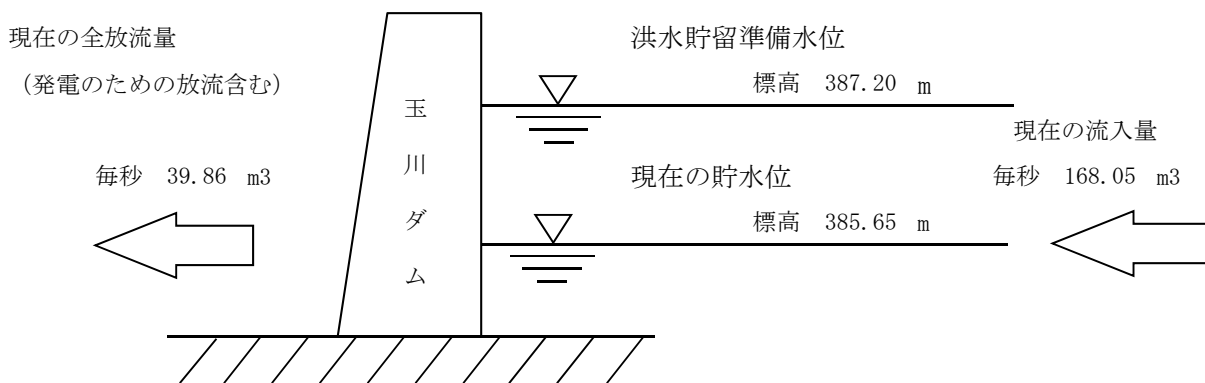 現在の全放流量
（発電のための放流含む）
毎秒 39.86 m3
玉川ダム
洪水貯留準備水位
標高 387.20 m
現在の貯水位
標高 385.65 m
現在の流入量
毎秒 168.05 m3